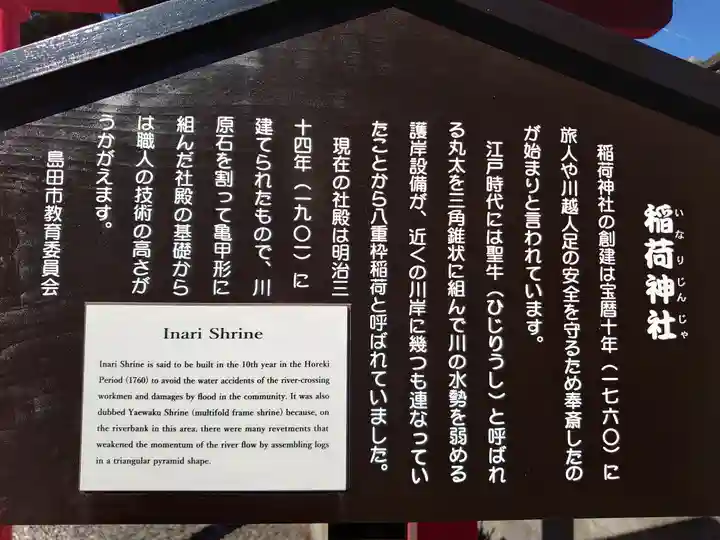 稲荷神社
いなりじんじゃ
稲荷神社の創建は宝暦十年（一七六〇）に
旅人や川越人足の安全を守るため奉斎したの
が始まりと言われています。
江戸時代には聖牛（ひじりうし）と呼ばれ
る丸太を三角錐状に組んで川の水勢を弱める
護岸設備が、近くの川岸に幾つも連なってい
たことから八重枠稲荷と呼ばれていました。
現在の社殿は明治三
十四年（一九〇一）に
建てられたもので、川
原石を割って亀甲形に
組んだ社殿の基礎から
は職人の技術の高さが
うかがえます。
島田市教育委員会
Inari Shrine
Inari Shrine is said to be built in the 10th year in the Horeki
Period (1760) to avoid the water accidents of the river-crossing
workmen and damages by flood in the community. It was also
dubbed Yaewaku Shrine (multifold frame shrine) because, on
the riverbank in this area, there were many revetments that
weakened the momentum of the river flow by assembling logs
in a triangular pyramid shape.